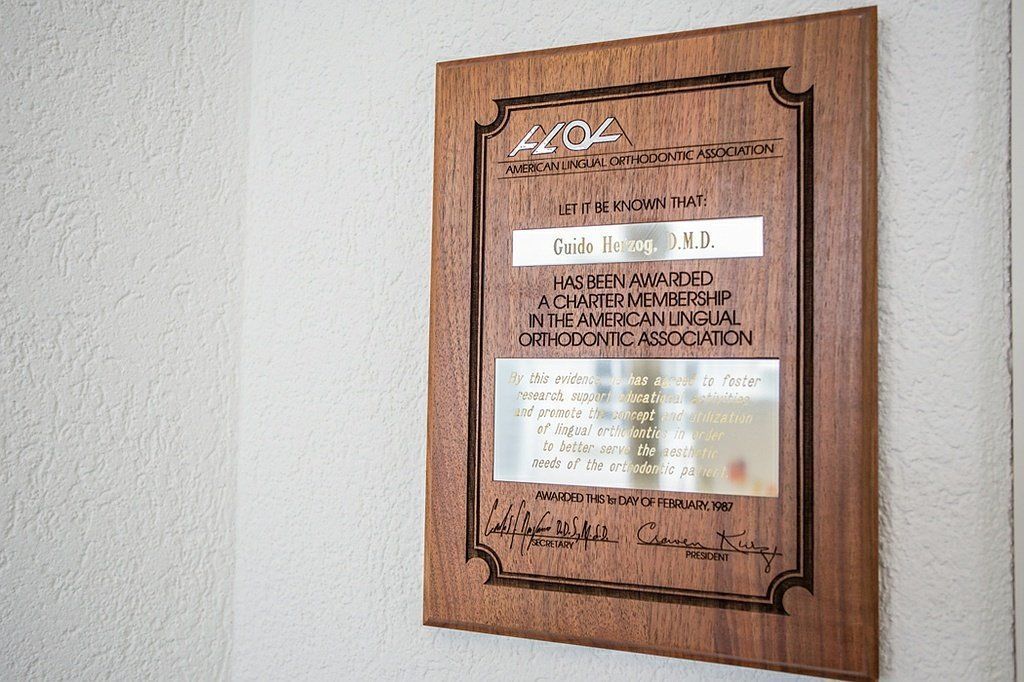 ALOA
AMERICAN LINGUAL ORTHODONTIC ASSOCIATION
LET IT BE KNOWN THAT:
Guido Herzog, D.M.D.
HAS BEEN AWARDED
A CHARTER MEMBERSHIP
IN THE AMERICAN LINGUAL
ORTHODONTIC ASSOCIATION
By this evidence he has agreed to foster
research, support educational activities
and promote the concept and utilization
of lingual orthodontics in order
to better serve the aesthetic
needs of the orthodontic patient.
AWARDED THIS 1ST DAY OF FEBRUARY, 1987
SECRETARY
Craven Kurz
PRESIDENT